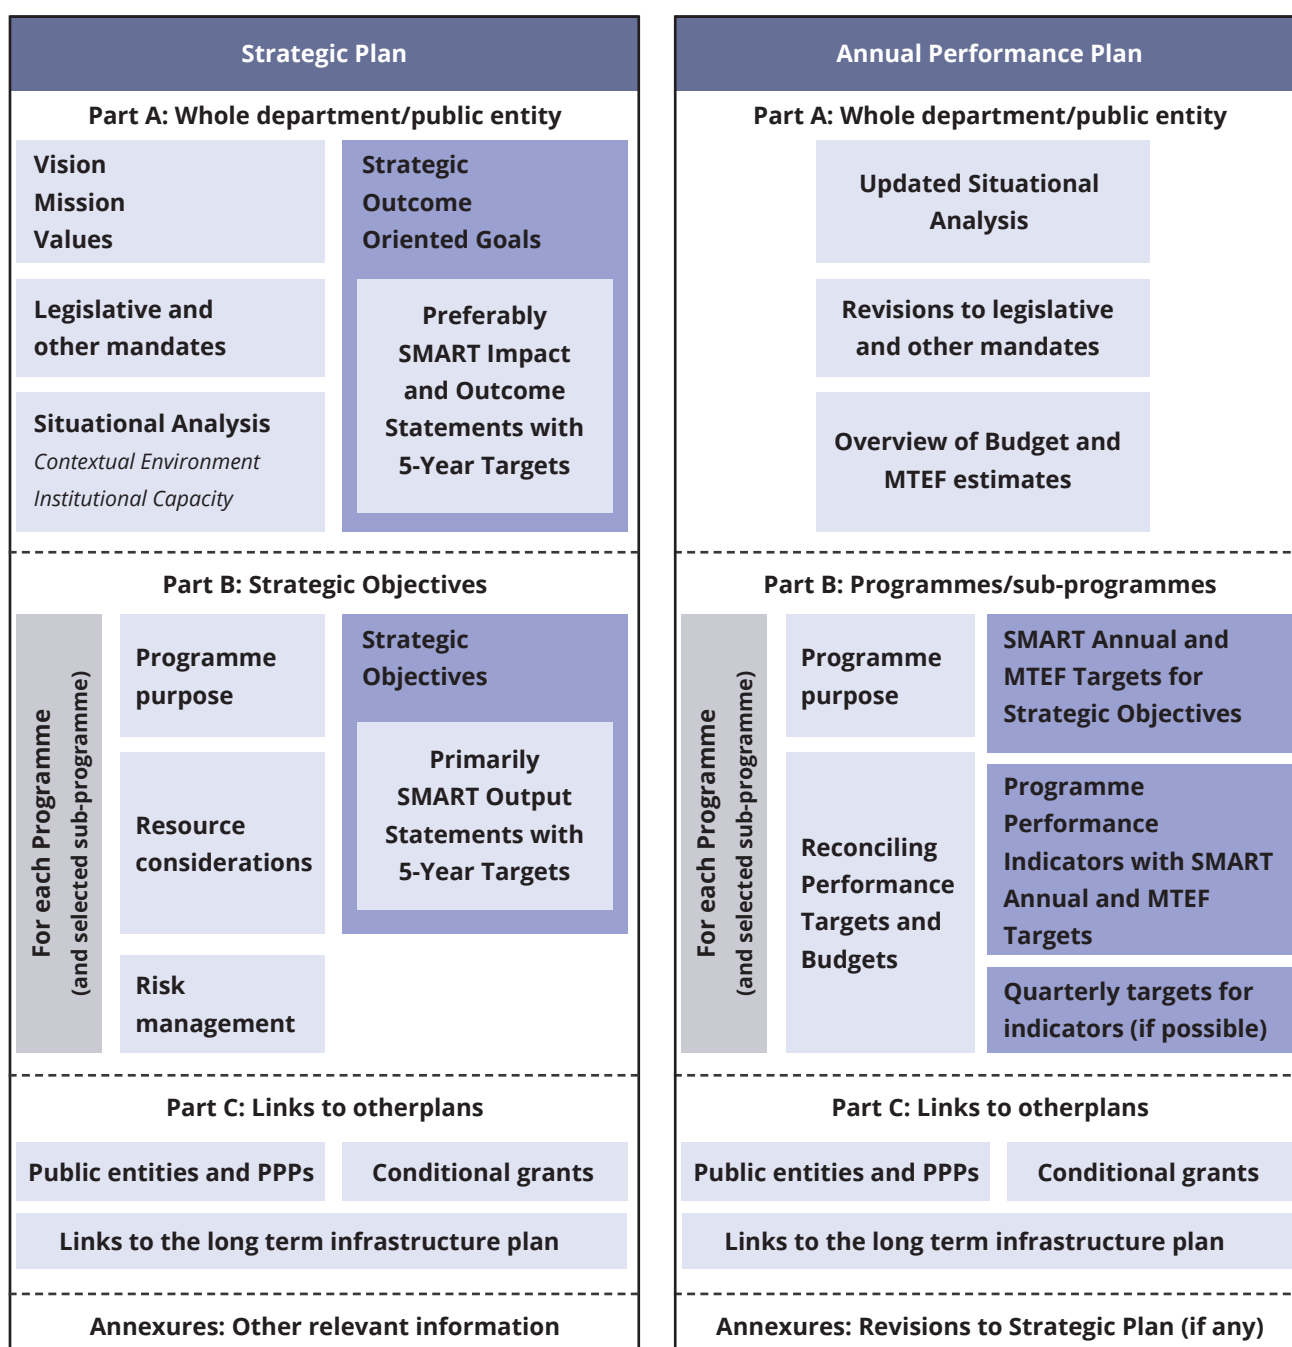 Strategic Plan
Part A: Whole department/public entity
Vision
Mission
Values
Legislative and
other mandates
Situational Analysis
Contextual Environment
Institutional Capacity
Strategic
Outcome
Oriented Goals
Preferably
SMART Impact
and Outcome
Statements with
5-Year Targets
Part B: Strategic Objectives
For each Programme
(and selected sub-programme)
Programme
purpose
Resource
considerations
Risk
management
Strategic
Objectives
Primarily
SMART Output
Statements with
5-Year Targets
Part C: Links to otherplans
Public entities and PPPs
Conditional grants
Links to the long term infrastructure plan
Annexures: Other relevant information
Annual Performance Plan
Part A: Whole department/public entity
Updated Situational
Analysis
Revisions to legislative
and other mandates
Overview of Budget and
MTEF estimates
Part B: Programmes/sub-programmes
For each Programme
(and selected sub-programme)
Programme
purpose
Reconciling
Performance
Targets and
Budgets
SMART Annual and
MTEF Targets for
Strategic Objectives
Programme
Performance
Indicators with SMART
Annual and MTEF
Targets
Quarterly targets for
indicators (if possible)
Part C: Links to otherplans
Public entities and PPPs
Conditional grants
Links to the long term infrastructure plan
Annexures: Revisions to Strategic Plan (if any)